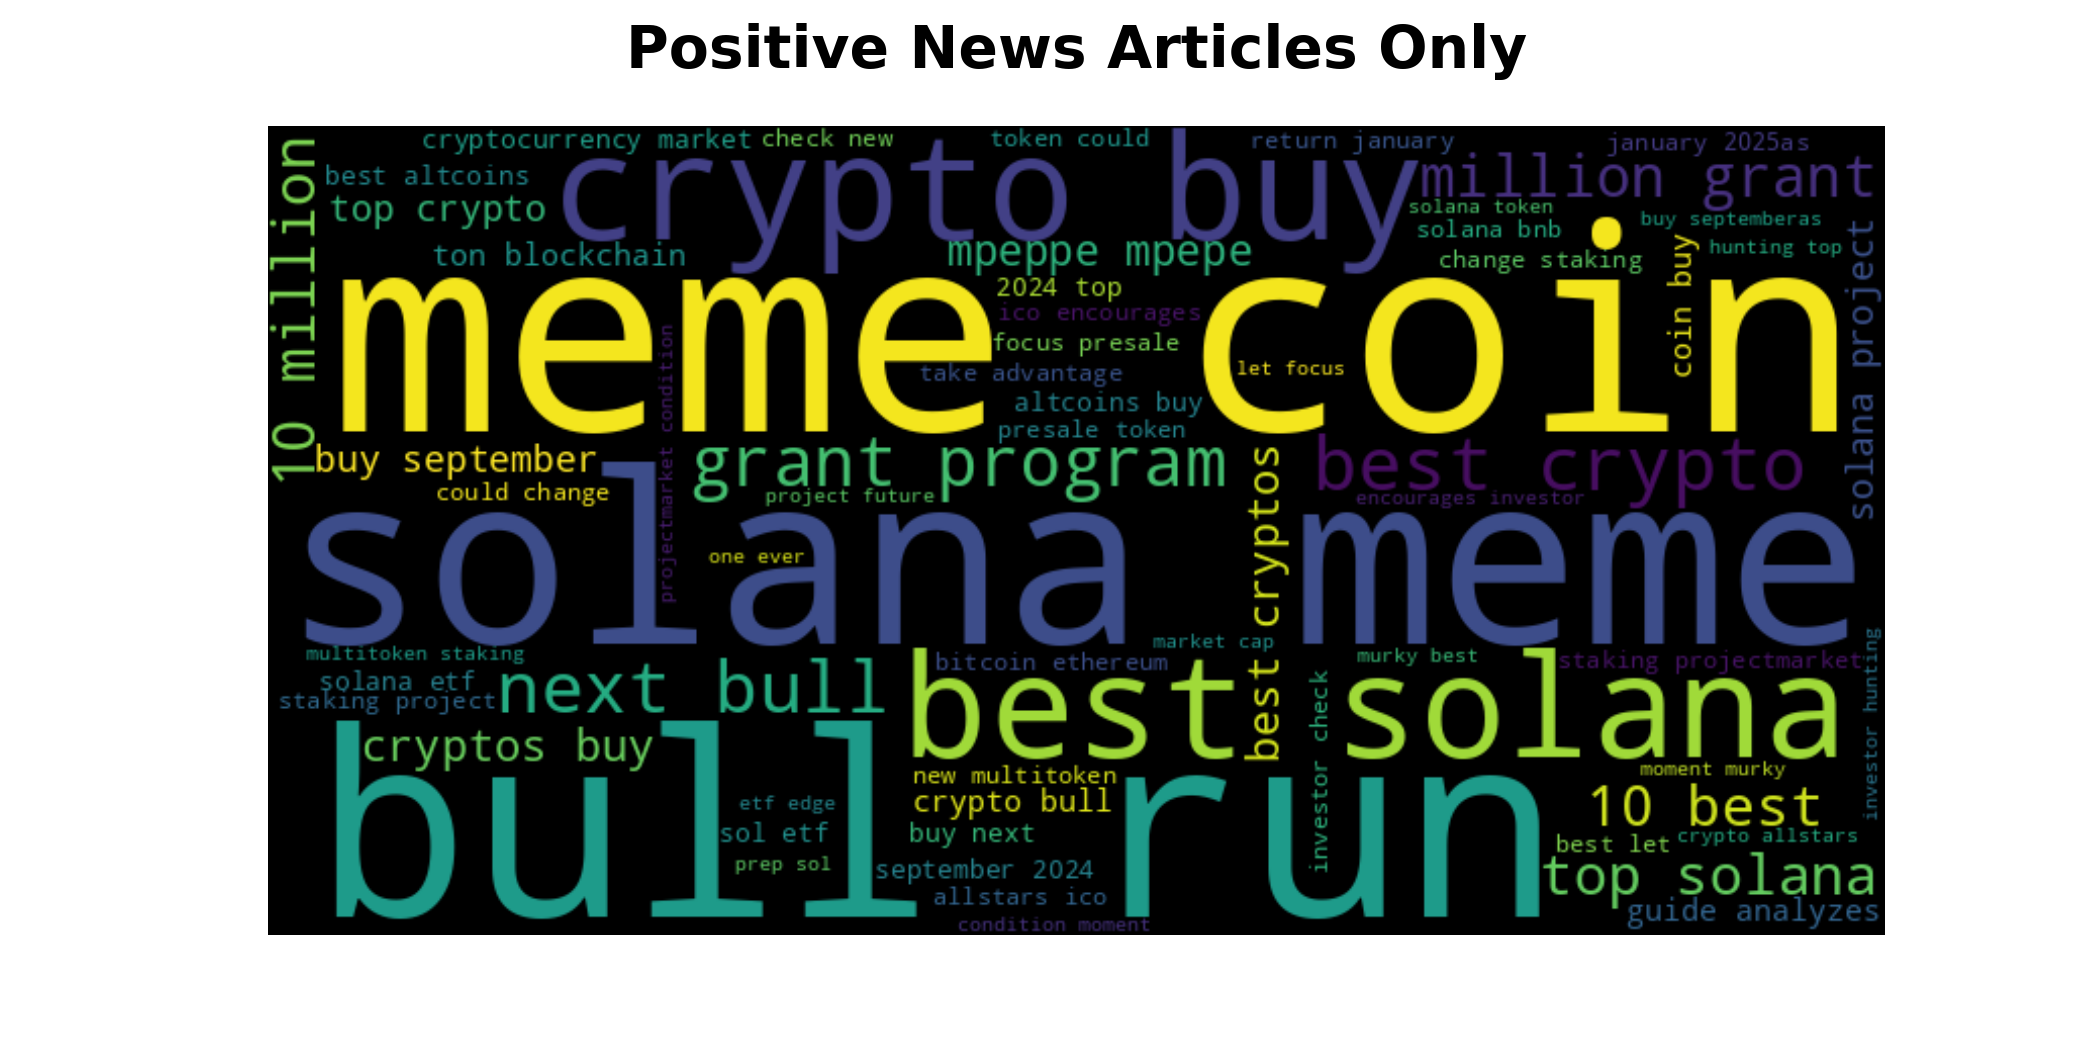 Positive News Articles Only
cryptocurrency market
check new
token could
return january
january 2025as
10 million
best altcoins
top crypto
crypto buy
million grant
solana token
buy septemberas
solana bnb
hunting top
ton blockchain
mpeppe mpepe
change staking
coin buy
solana project
meme coin
2024 top
ico encourages
focus presale
let focus
take advantage
altcoins buy
presale token
projectmarket condition
buy september
could change
grant program
project future
best crypto
encourages investor
best cryptos
solana meme
one ever
market cap
multitoken staking
bitcoin ethereum
murky best
staking projectmarket
investor hunting
solana etf
staking project
next bull
best solana
investor check
cryptos buy
bull run
new multitoken
crypto bull
moment murky
10 best
etf edge
sol etf
buy next
prep sol
best let
crypto allstars
september 2024
top solana
allstars ico
guide analyzes
condition moment